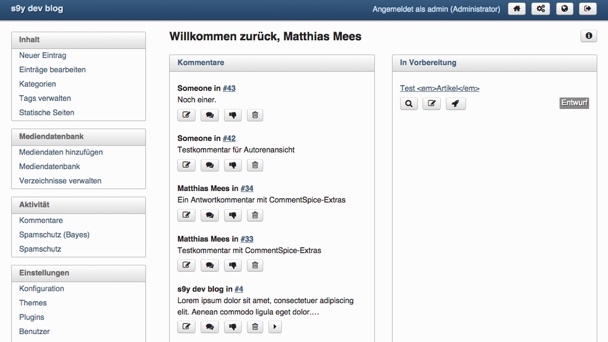 s9y dev blog
Angemeldet als admin (Administrator)
Willkommen zurück, Matthias Mees
Inhalt
Neuer Eintrag
Einträge bearbeiten
Kategorien
Tags verwalten
Statische Seiten
Mediendatenbank
Mediendaten hinzufügen
Mediendatenbank
Verzeichnisse verwalten
Aktivität
Kommentare
Spamschutz (Bayes)
Spamschutz
Einstellungen
Konfiguration
Themes
Plugins
Benutzer
Kommentare
Someone in #43
Noch einer.
Someone in #42
Testkommentar für Autorenansicht
Matthias Mees in #34
Ein Antwortkommentar mit CommentSpice-Extras
Matthias Mees in #33
Testkommentar mit CommentSpice-Extras
s9y dev blog in #4
Lorem ipsum dolor sit amet, consectetuer adipiscing
elit. Aenean commodo ligula eget dolor....
In Vorbereitung
Test <em>Artikel</em>
Entwurf